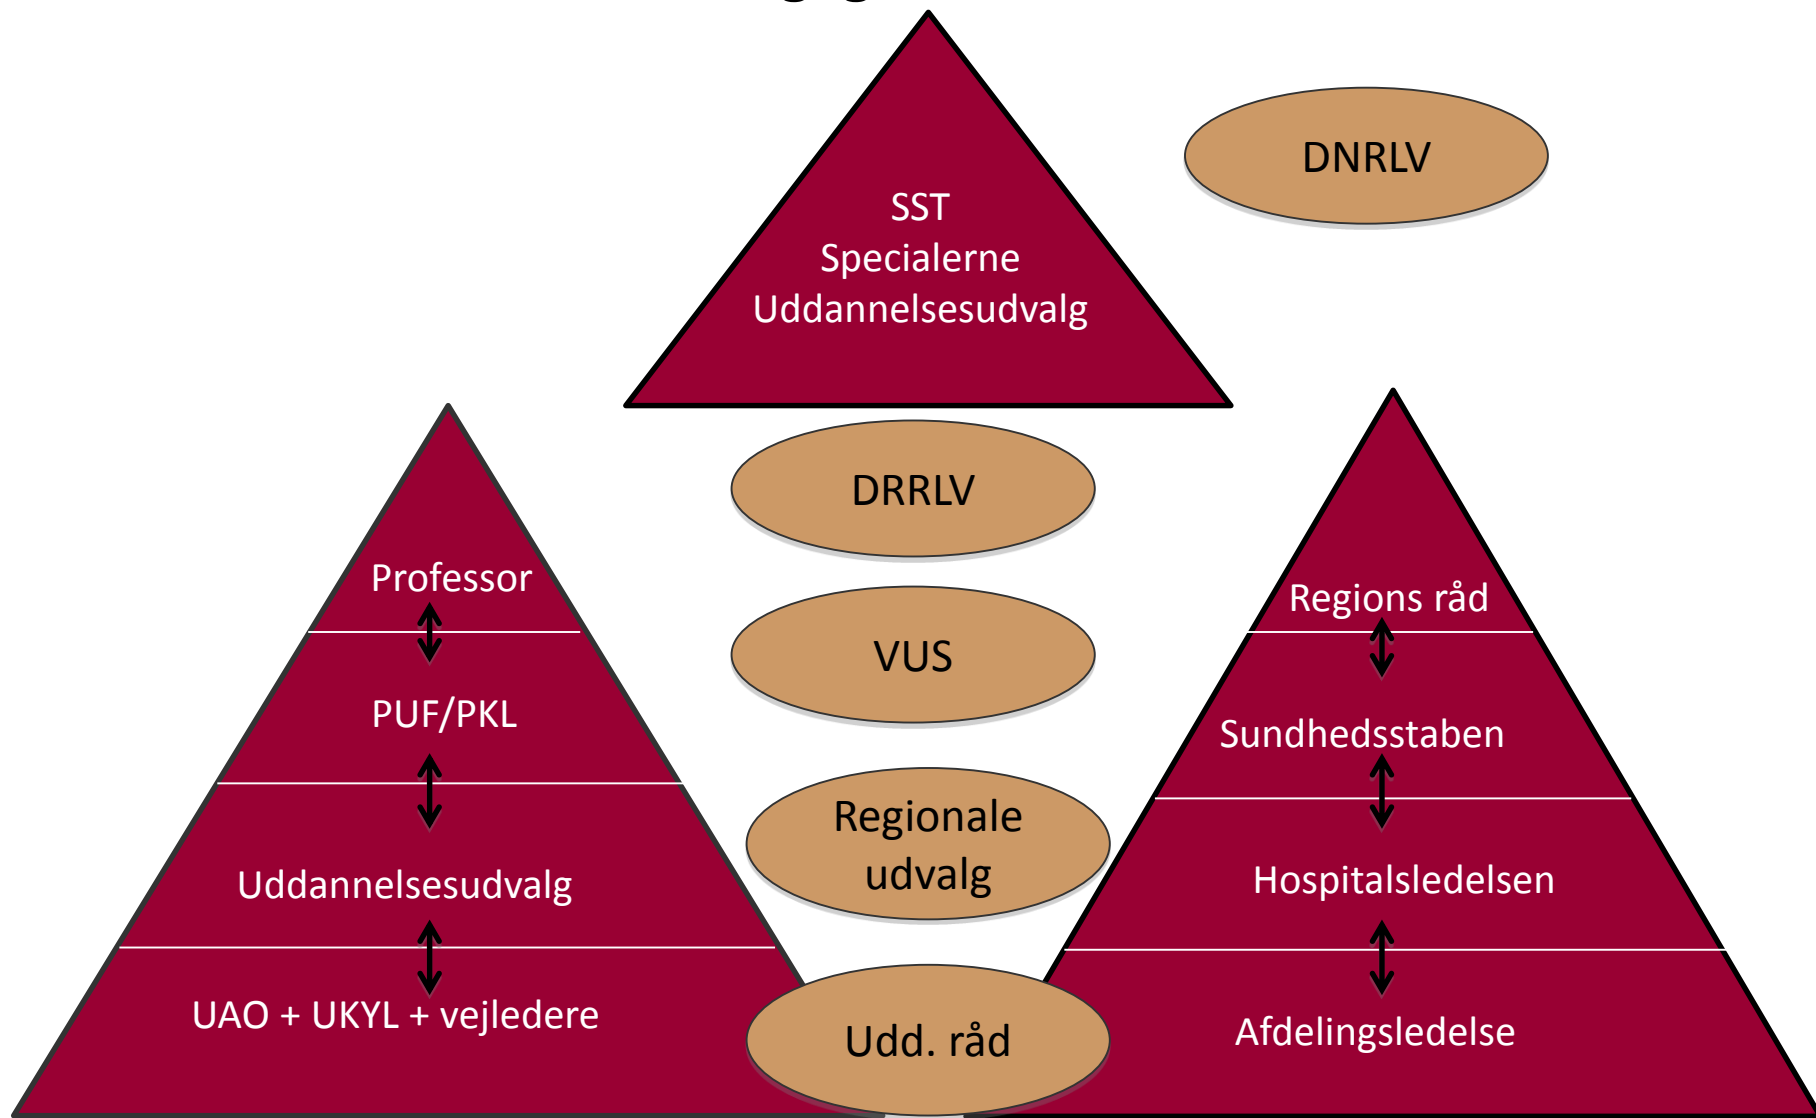 DNRLV
SST
Specialerne
Uddannelsesudvalg
DRRLV
VUS
Regionale
udvalg
Udd. råd
Professor
PUF/PKL
Uddannelsesudvalg
UAO + UKYL + vejledere
Regions råd
Sundhedsstaben
Hospitalsledelsen
Afdelingsledelse